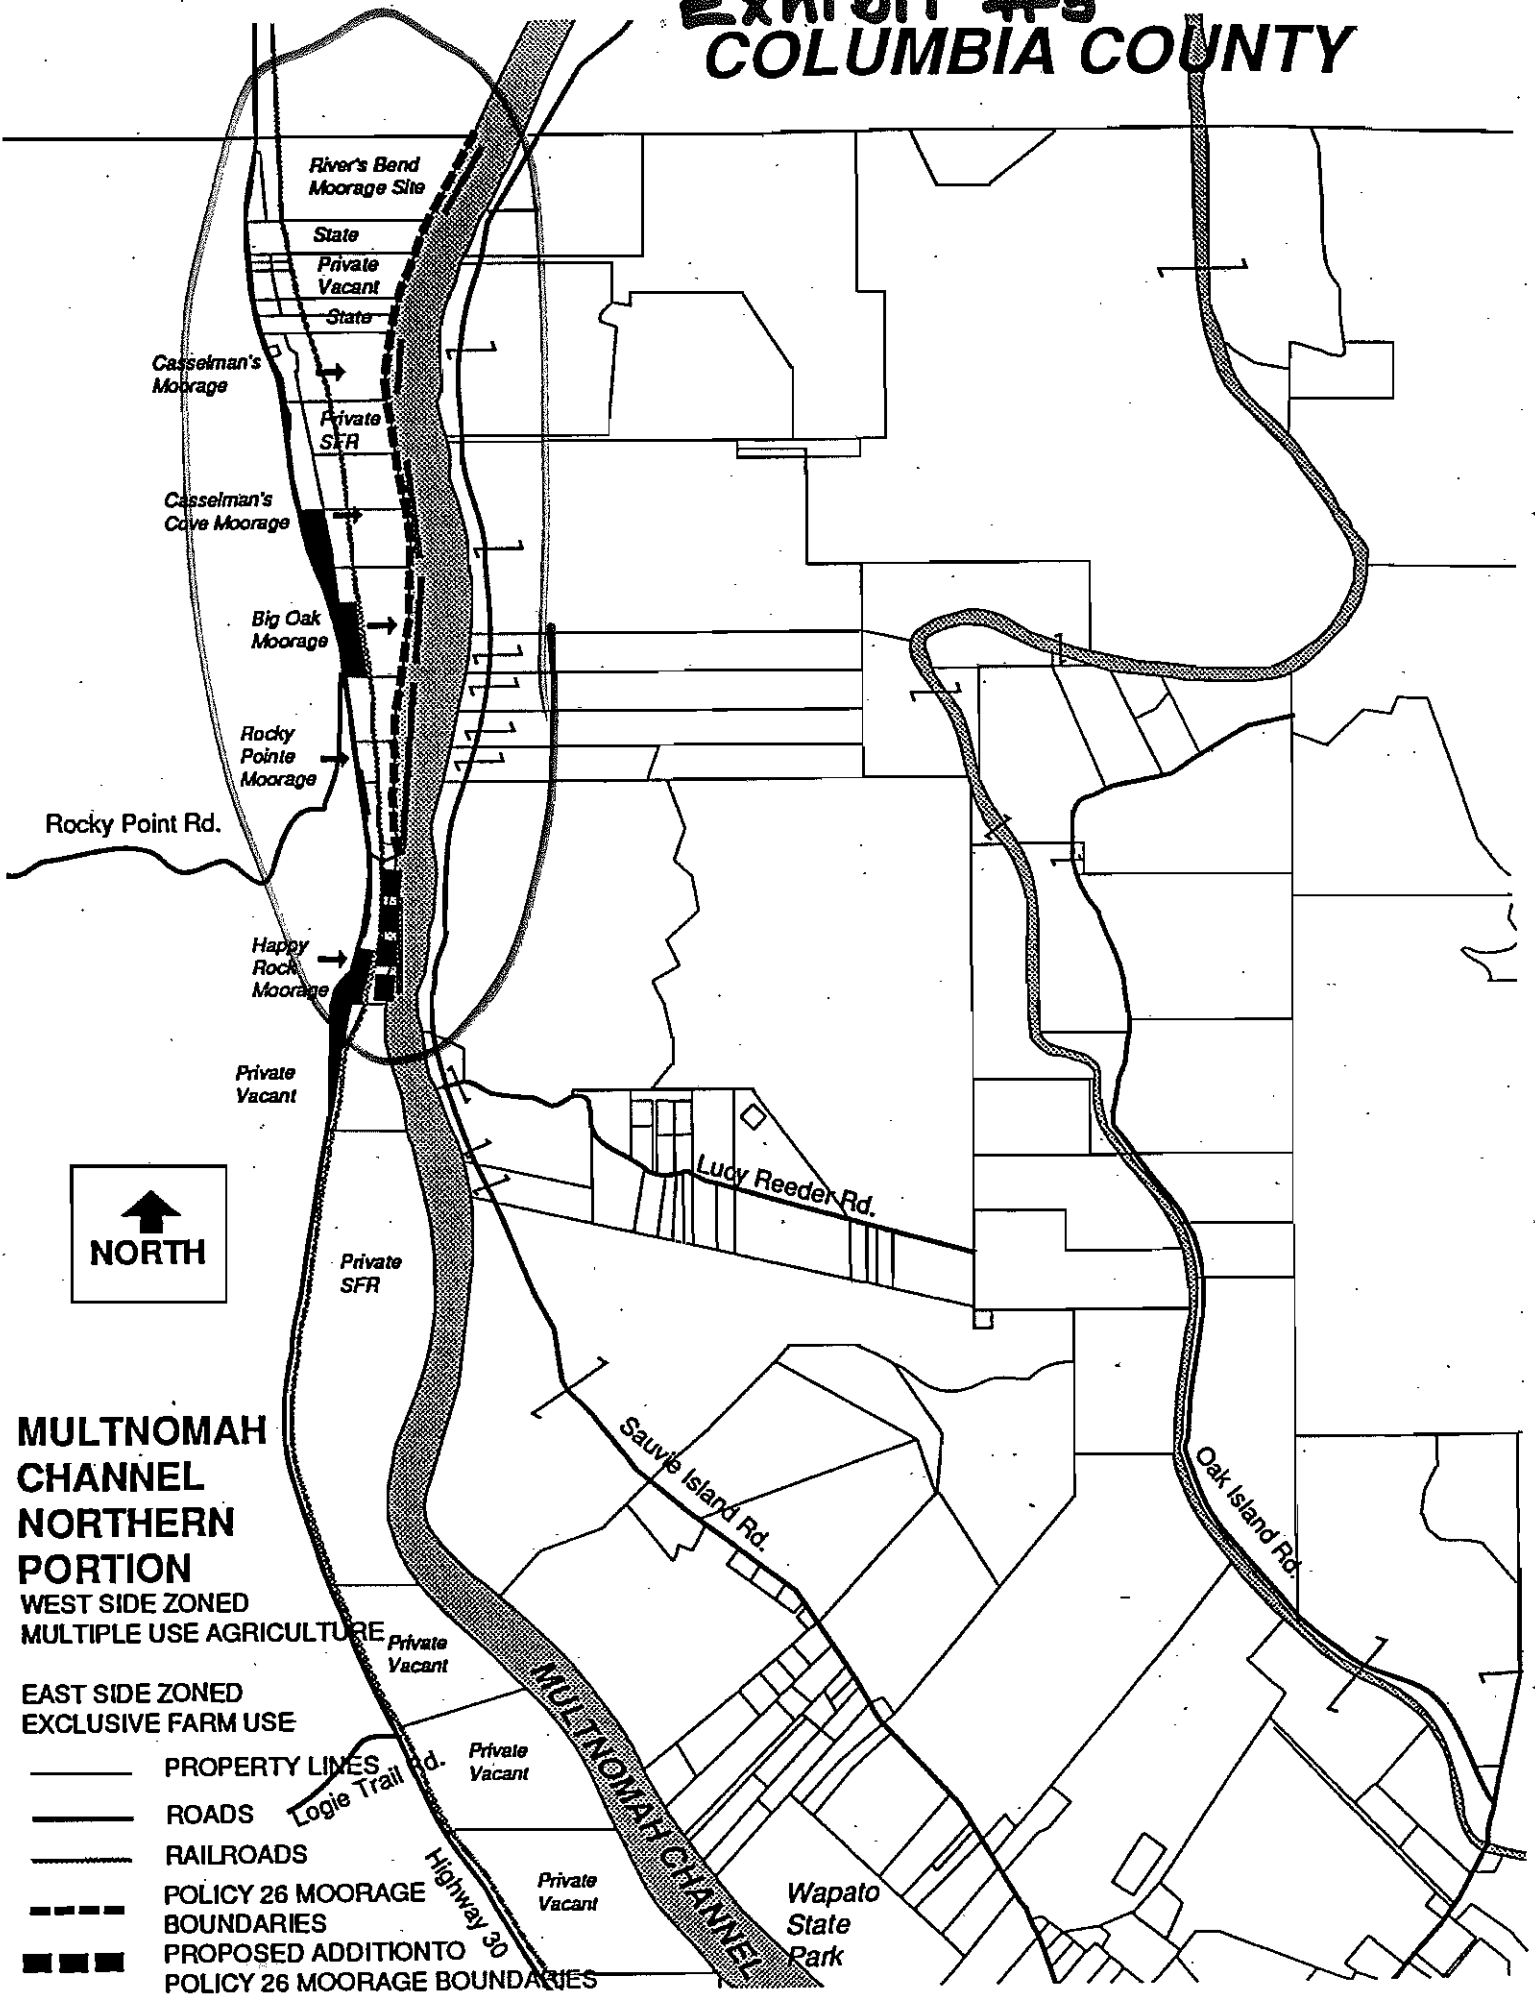 Exhibit #5
COLUMBIA COUNTY
River's Bend
Moorage Site
State
Private
Vacant
State
Casselman's
Moorage
Private
SFR
Casselman's
Cove Moorage
Big Oak
Moorage
Rocky
Pointe
Moorage
Rocky Point Rd.
Happy
Rock
Moorage
Private
Vacant
Lucy Reeder Rd.
NORTH
Private
SFR
Sauvie Island Rd.
Oak Island Rd.
MULTNOMAH
CHANNEL
NORTHERN
PORTION
WEST SIDE ZONED
MULTIPLE USE AGRICULTURE
Private
Vacant
EAST SIDE ZONED
EXCLUSIVE FARM USE
MULTNOMAH CHANNEL
PROPERTY LINES
Logie Trail Rd.
Private
Vacant
ROADS
RAILROADS
Highway 30
Private
Vacant
Wapato
State
Park
POLICY 26 MOORAGE
BOUNDARIES
PROPOSED ADDITIONTO
POLICY 26 MOORAGE BOUNDARIES